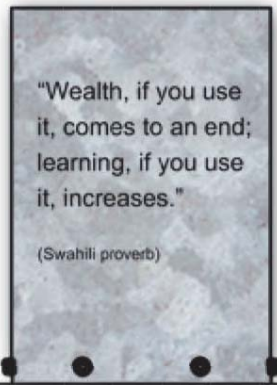 “Wealth, if you use
it, comes to an end;
learning, if you use
it, increases.”
(Swahili proverb)